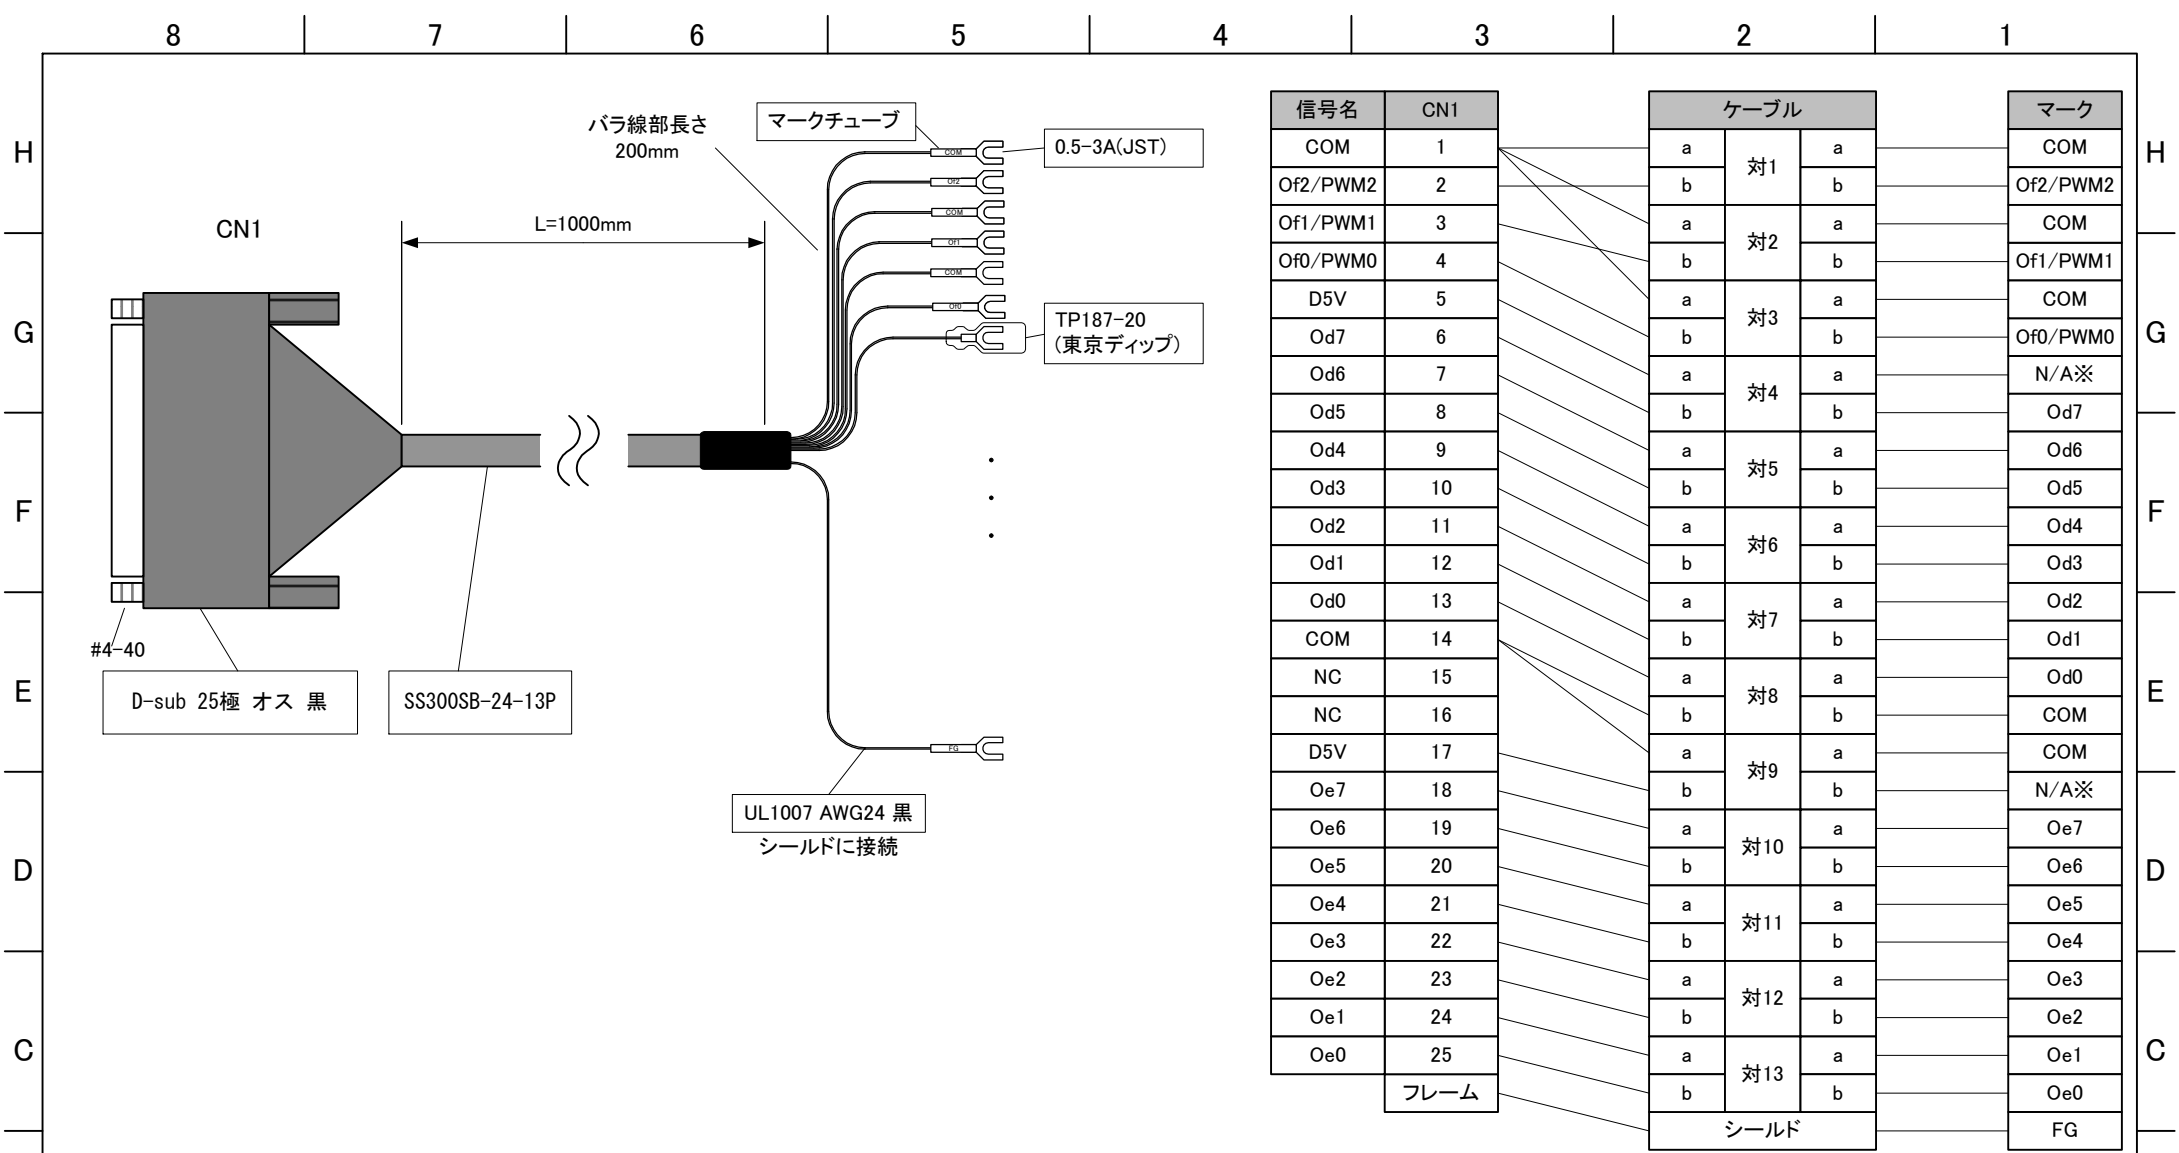 8 7 6 5 4 3 2 1
H
G
F
E
D
C
H
G
F
E
D
C
CN1
L=1000mm
バラ線部長さ
200mm
マークチューブ
COM
Of2
COM
Of1
COM
Of0
FG
0.5-3A(JST)
TP187-20
(東京ディップ)
#4-40
D-sub 25極 オス 黒
SS300SB-24-13P
UL1007 AWG24 黒
シールドに接続
信号名 CN1
COM 1
Of2/PWM2 2
Of1/PWM1 3
Of0/PWM0 4
D5V 5
Od7 6
Od6 7
Od5 8
Od4 9
Od3 10
Od2 11
Od1 12
Od0 13
COM 14
NC 15
NC 16
D5V 17
Oe7 18
Oe6 19
Oe5 20
Oe4 21
Oe3 22
Oe2 23
Oe1 24
Oe0 25
フレーム
ケーブル
a 対1 a
b b
a 対2 a
b b
a 対3 a
b b
a 対4 a
b b
a 対5 a
b b
a 対6 a
b b
a 対7 a
b b
a 対8 a
b b
a 対9 a
b b
a 対10 a
b b
a 対11 a
b b
a 対12 a
b b
a 対13 a
b b
シールド
マーク
COM
Of2/PWM2
COM
Of1/PWM1
COM
Of0/PWM0
N/A※
Od7
Od6
Od5
Od4
Od3
Od2
Od1
Od0
COM
COM
N/A※
Oe7
Oe6
Oe5
Oe4
Oe3
Oe2
Oe1
Oe0
FG